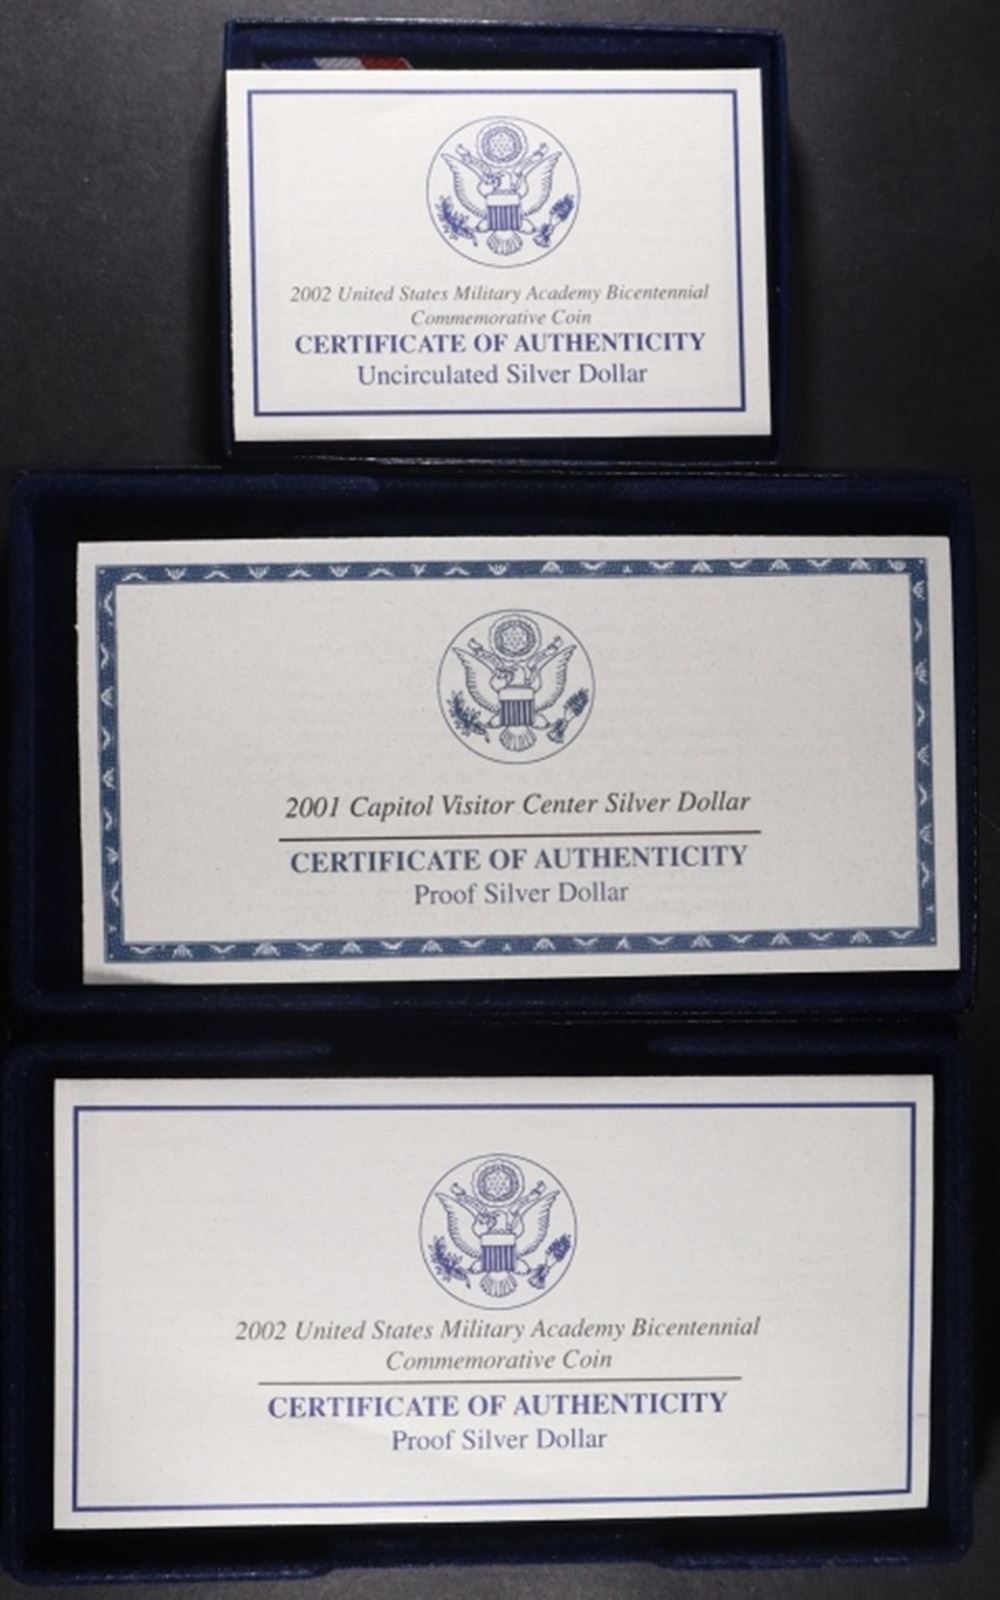 2002 United States Military Academy Bicentennial
Commemorative Coin
CERTIFICATE OF AUTHENTICITY
Uncirculated Silver Dollar
2001 Capitol Visitor Center Silver Dollar
CERTIFICATE OF AUTHENTICITY
Proof Silver Dollar
2002 United States Military Academy Bicentennial
Commemorative Coin
CERTIFICATE OF AUTHENTICITY
Proof Silver Dollar